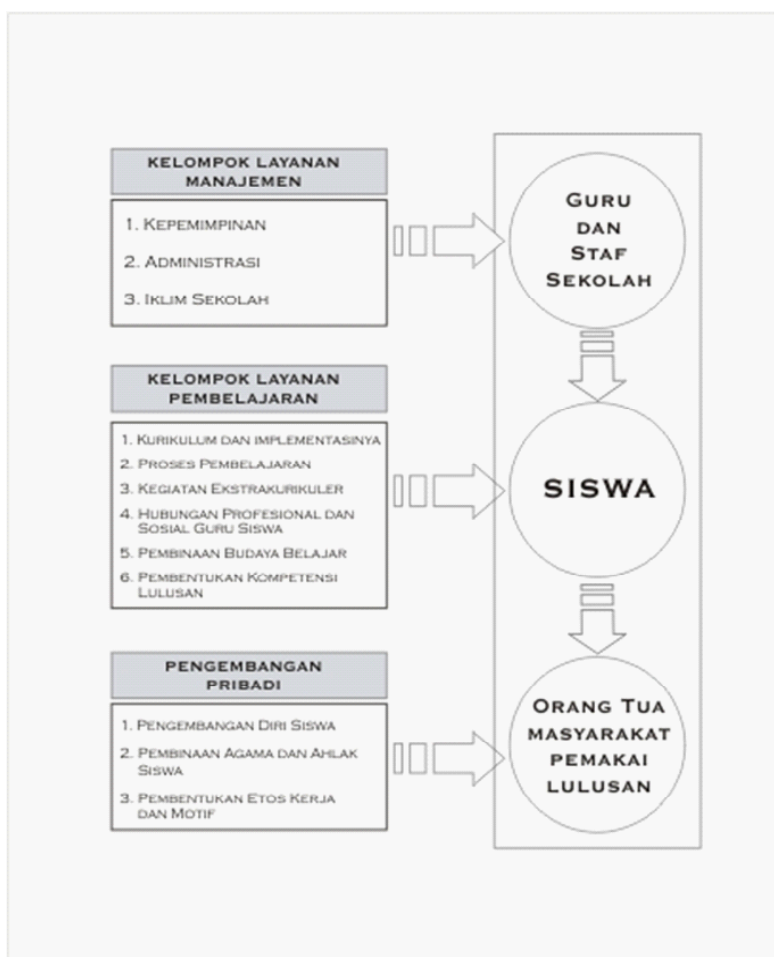 KELOMPOK LAYANAN
MANAJEMEN
1. KEPEMIMPINAN
2. ADMINISTRASI
3. IKLIM SEKOLAH
GURU
DAN
STAF
SEKOLAH
KELOMPOK LAYANAN
PEMBELAJARAN
1. KURIKULUM DAN IMPLEMENTASINYA
2. PROSES PEMBELAJARAN
3. KEGIATAN EKSTRAKURIKULER
4. HUBUNGAN PROFESIONAL DAN
SOSIAL GURU SISWA
5. PEMBINAAN BUDAYA BELAJAR
6. PEMBENTUKAN KOMPETENSI
LULUSAN
SISWA
PENGEMBANGAN
PRIBADI
1. PENGEMBANGAN DIRI SISWA
2. PEMBINAAN AGAMA DAN AHLAK
SISWA
3. PEMBENTUKAN ETOS KERJA
DAN MOTIF
ORANG TUA
MASYARAKAT
PEMAKAI
LULUSAN